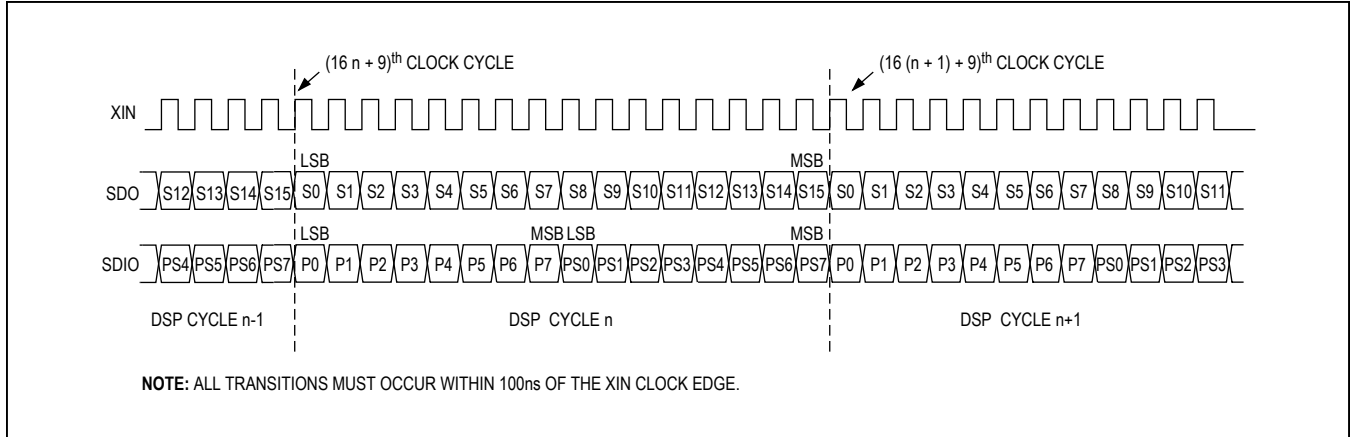 (16 n + 9)th CLOCK CYCLE (16 (n + 1) + 9)th CLOCK CYCLE
XIN
LSB MSB
SDO S12 S13 S14 S15 S0 S1 S2 S3 S4 S5 S6 S7 S8 S9 S10 S11 S12 S13 S14 S15 S0 S1 S2 S3 S4 S5 S6 S7 S8 S9 S10 S11
LSB MSB LSB MSB
SDIO PS4 PS5 PS6 PS7 P0 P1 P2 P3 P4 P5 P6 P7 PS0 PS1 PS2 PS3 PS4 PS5 PS6 PS7 P0 P1 P2 P3 P4 P5 P6 P7 PS0 PS1 PS2 PS3
DSP CYCLE n-1 DSP CYCLE n DSP CYCLE n+1
NOTE: ALL TRANSITIONS MUST OCCUR WITHIN 100ns OF THE XIN CLOCK EDGE.